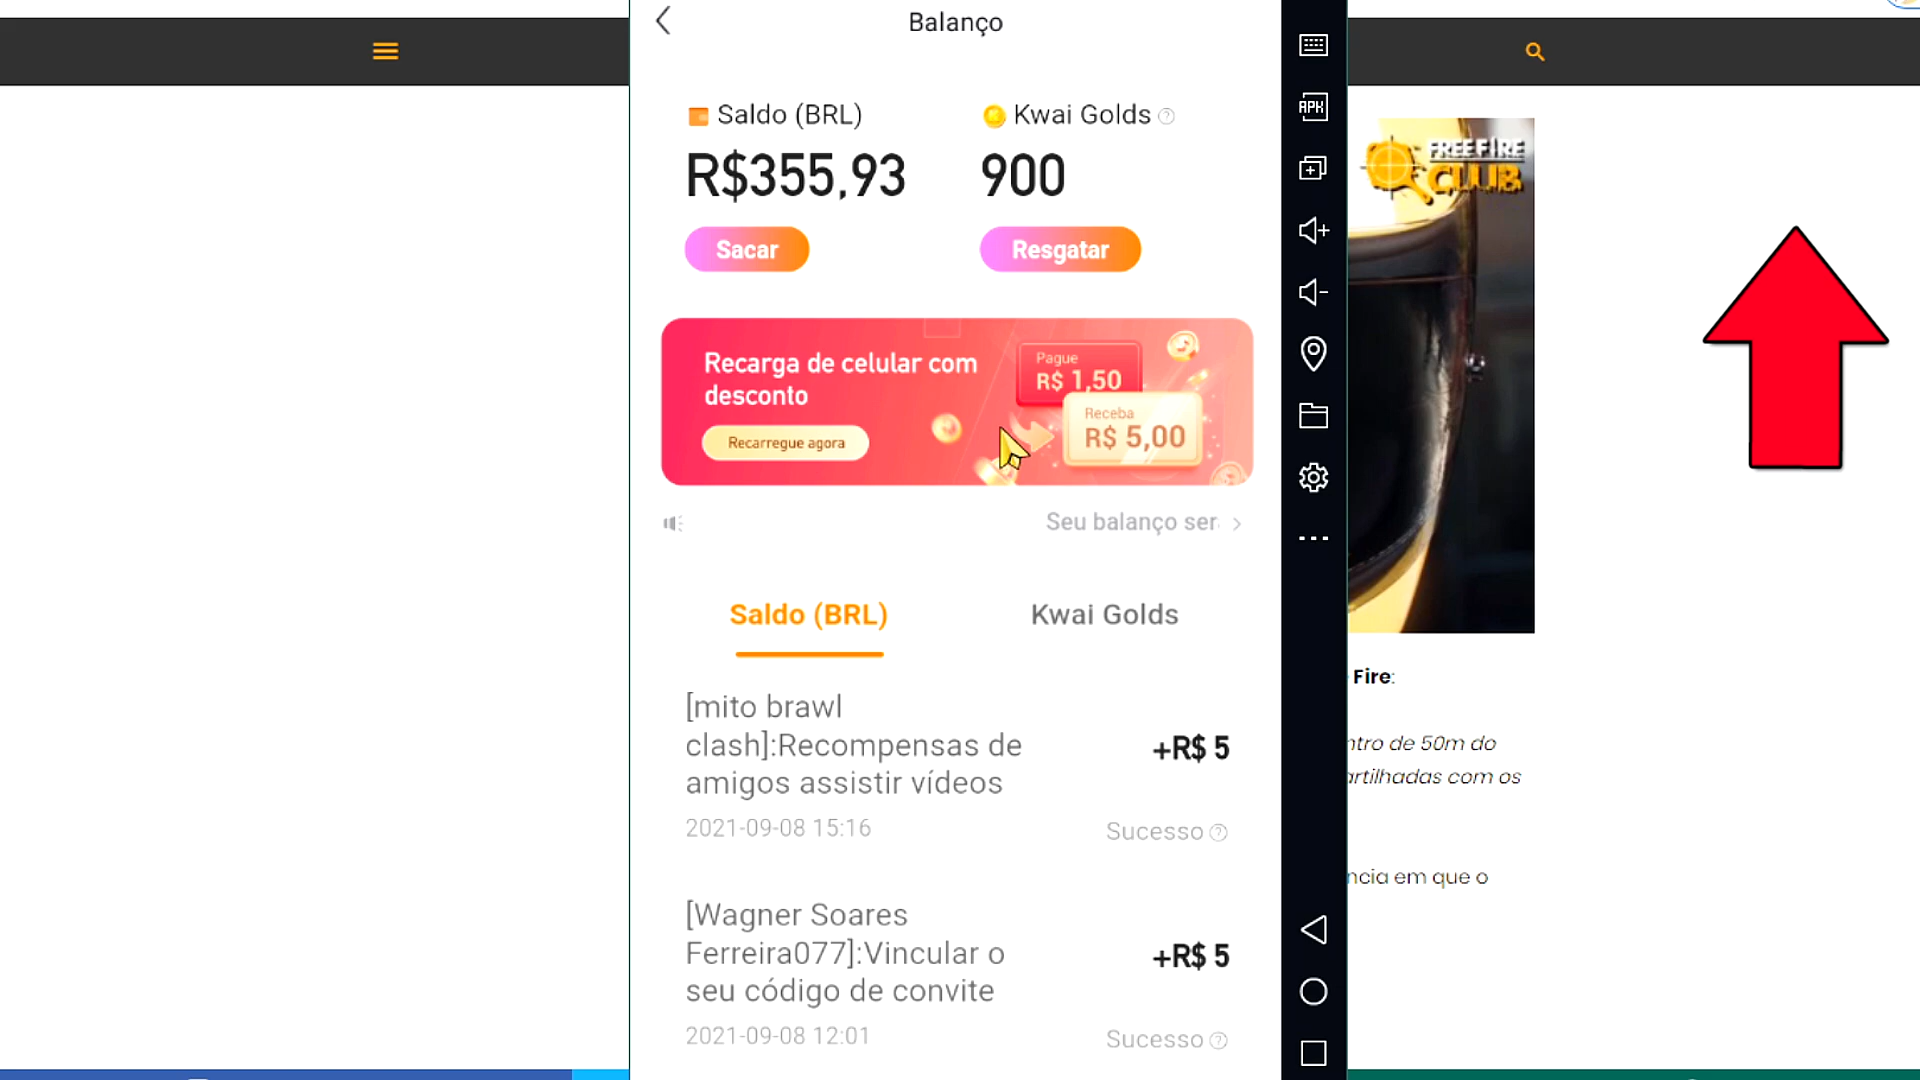 Balanço
Saldo (BRL)
Kwai Golds
R$355,93
900
Sacar
Resgatar
Recarga de celular com
desconto
Recarregue agora
Pague
R$ 1,50
Receba
R$ 5,00
Seu balanço ser
Saldo (BRL)
Kwai Golds
[mito brawl
clash]:Recompensas de
amigos assistir vídeos
+R$ 5
2021-09-08 15:16
Sucesso
[Wagner Soares
Ferreira077]:Vincular o
seu código de convite
+R$ 5
2021-09-08 12:01
Sucesso
APK
FREE FIRE
CLUB
Fire:
de 50m do
com os
em que o